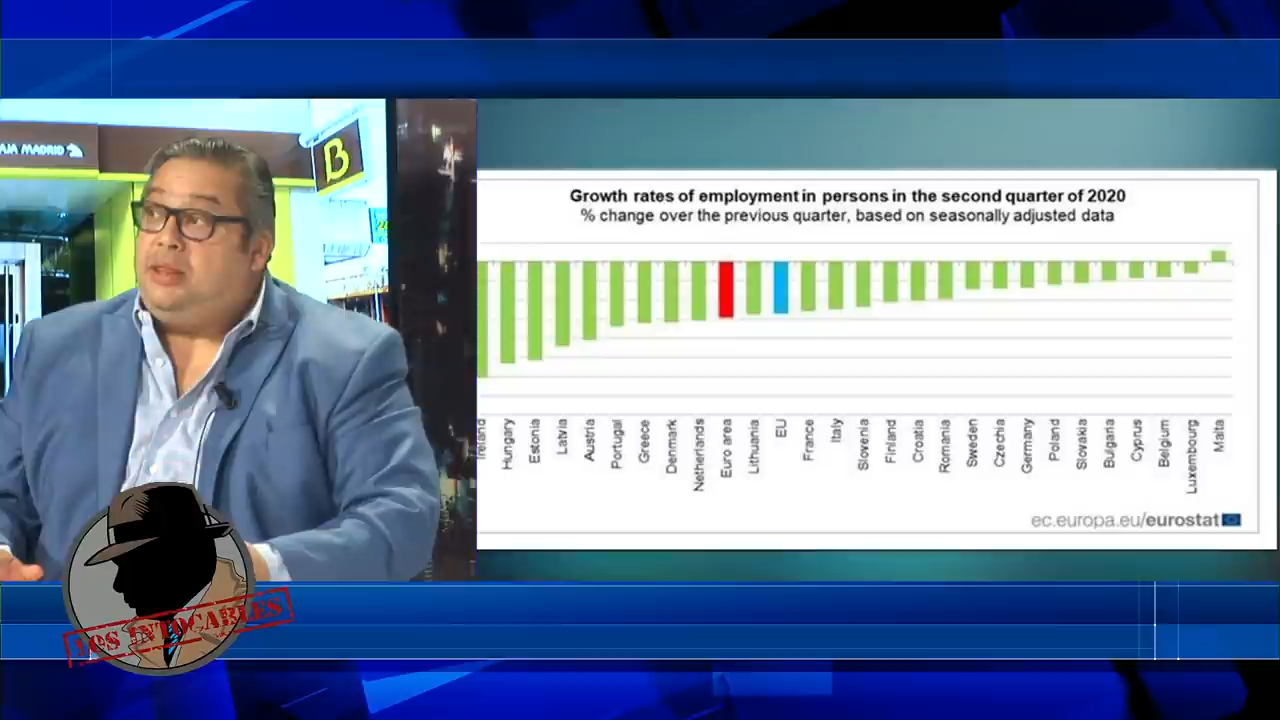 AJA MADRID
B
Growth rates of employment in persons in the second quarter of 2020
% change over the previous quarter, based on seasonally adjusted data
Ireland
Hungary
Estonia
Latvia
Austria
Portugal
Greece
Denmark
Netherlands
Euro area
Lithuania
EU
France
Italy
Slovenia
Finland
Croatia
Romania
Sweden
Czechia
Germany
Poland
Slovakia
Bulgaria
Cyprus
Belgium
Luxembourg
Malta
ec.europa.eu/eurostat
LOS INTOCABLES